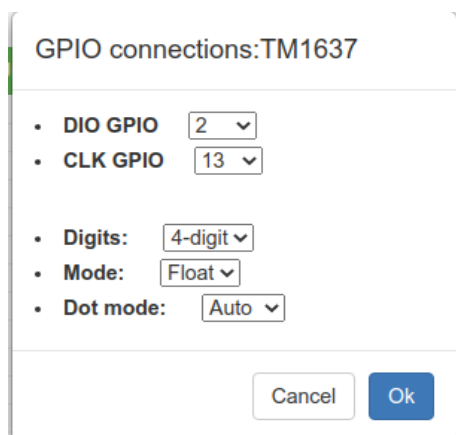 GPIO connections:TM1637
DIO GPIO 2
CLK GPIO 13
Digits: 4-digit
Mode: Float
Dot mode: Auto
Cancel Ok